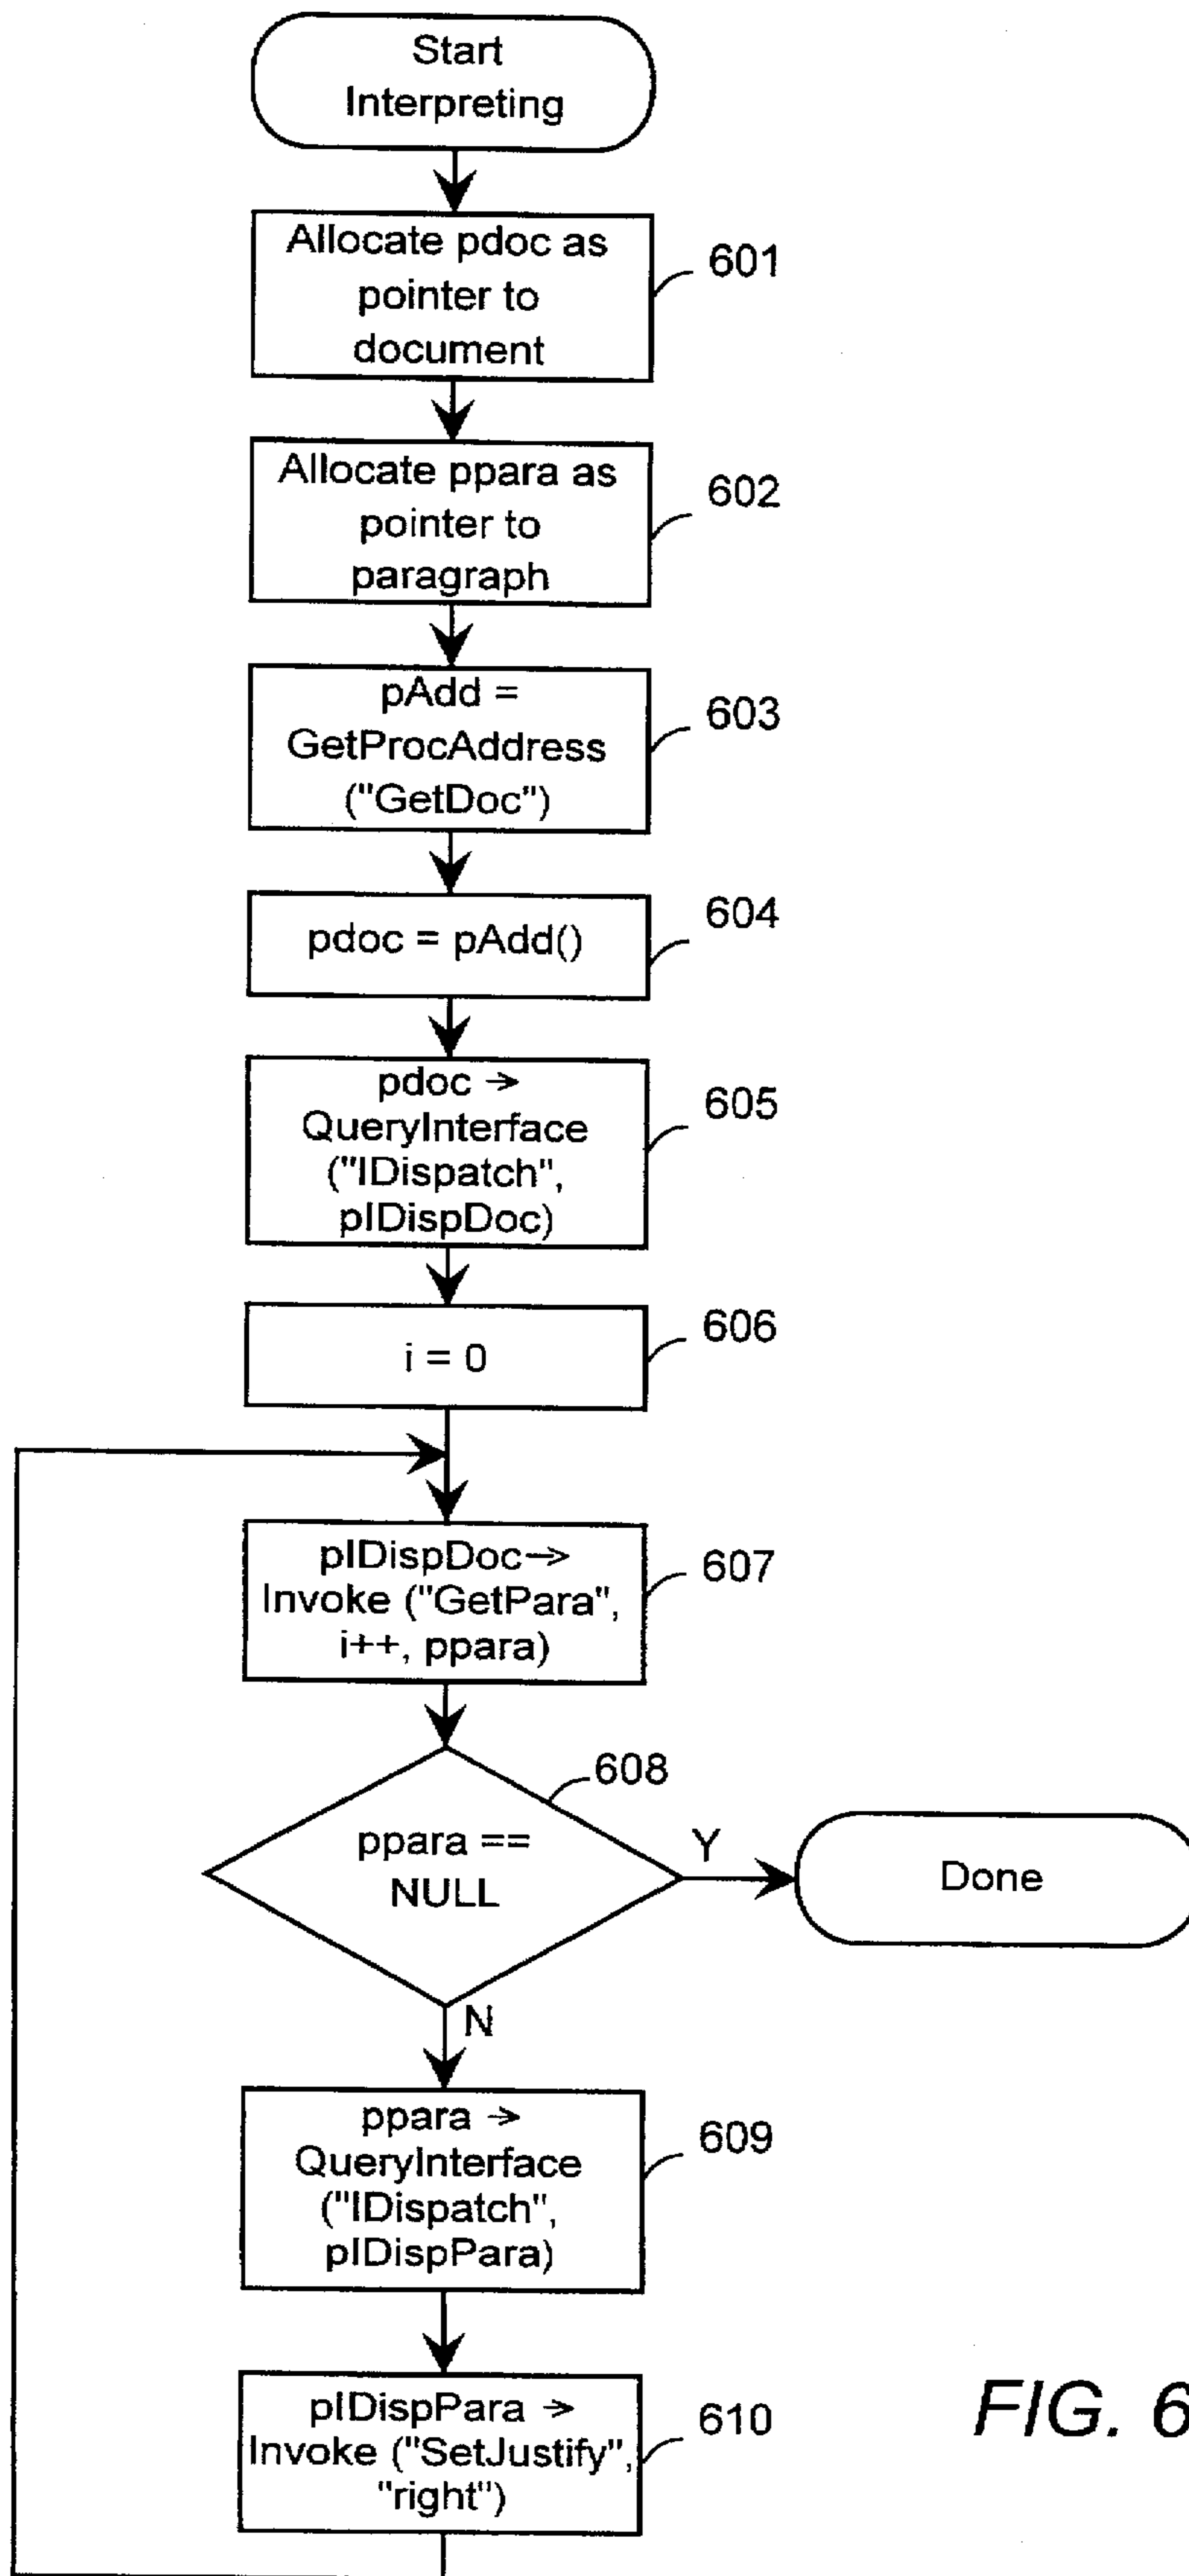 Start
Interpreting
Allocate pdoc as
pointer to
document
601
Allocate ppara as
pointer to
paragraph
602
pAdd =
GetProcAddress
("GetDoc")
603
pdoc = pAdd()
604
pdoc →
QueryInterface
("IDispatch",
pIDispDoc)
605
i = 0
606
pIDispDoc→
Invoke ("GetPara",
i++, ppara)
607
ppara ==
NULL
608
Y
Done
N
ppara →
QueryInterface
("IDispatch",
pIDispPara)
609
pIDispPara →
Invoke ("SetJustify",
"right")
610
FIG. 6